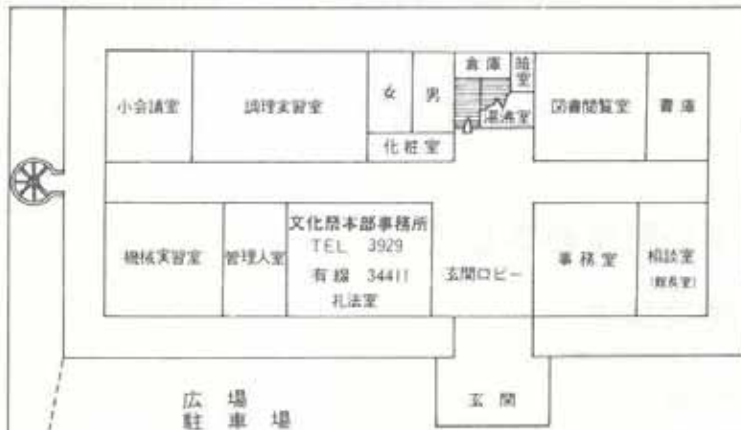 小会議室
調理実習室
女
男
化粧室
倉庫
暗室
湯沸室
図書閲覧室
書庫
機械実習室
管理人室
文化祭本部事務所
TEL 3929
有線 34411
礼法室
玄関ロビー
事務室
相談室
(館長室)
広場
駐車場
玄関